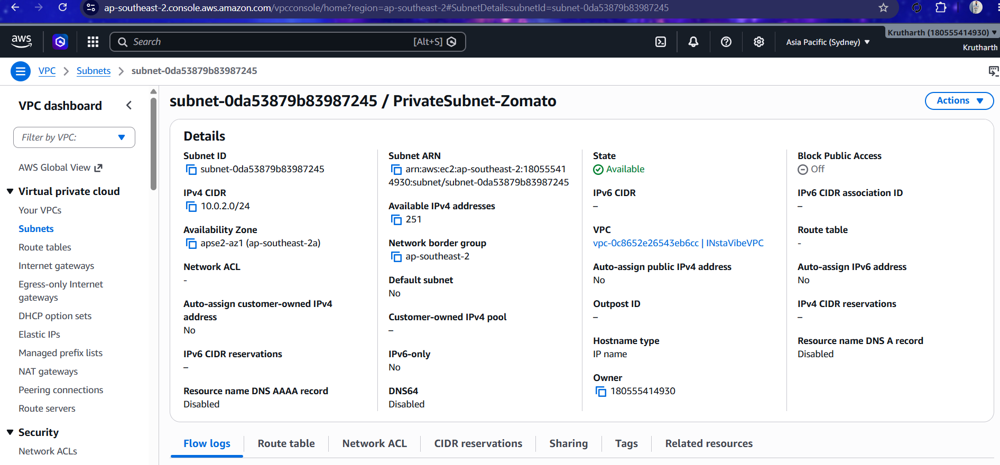 ap-southeast-2.console.aws.amazon.com/vpcconsole/home?region=ap-southeast-2#SubnetDetails:subnetId=subnet-0da53879b83987245
aws
Search
[Alt+S]
Asia Pacific (Sydney)
Krutharth (180555414930)
Krutharth
VPC
Subnets
subnet-0da53879b83987245
VPC dashboard
Filter by VPC:
AWS Global View
Virtual private cloud
Your VPCs
Subnets
Route tables
Internet gateways
Egress-only Internet
gateways
DHCP option sets
Elastic IPs
Managed prefix lists
NAT gateways
Peering connections
Route servers
Security
Network ACLs
subnet-0da53879b83987245 / PrivateSubnet-Zomato
Actions
Details
Subnet ID
subnet-0da53879b83987245
IPv4 CIDR
10.0.2.0/24
Availability Zone
apse2-az1 (ap-southeast-2a)
Network ACL
-
Auto-assign customer-owned IPv4
address
No
IPv6 CIDR reservations
–
Resource name DNS AAAA record
Disabled
Subnet ARN
arn:aws:ec2:ap-southeast-2:18055541
4930:subnet/subnet-0da53879b83987245
Available IPv4 addresses
251
Network border group
ap-southeast-2
Default subnet
No
Customer-owned IPv4 pool
–
IPv6-only
No
DNS64
Disabled
State
Available
IPv6 CIDR
–
VPC
vpc-0c8652e26543eb6cc | INstaVibeVPC
Auto-assign public IPv4 address
No
Outpost ID
–
Hostname type
IP name
Owner
180555414930
Block Public Access
Off
IPv6 CIDR association ID
–
Route table
-
Auto-assign IPv6 address
No
IPv4 CIDR reservations
–
Resource name DNS A record
Disabled
Flow logs
Route table
Network ACL
CIDR reservations
Sharing
Tags
Related resources